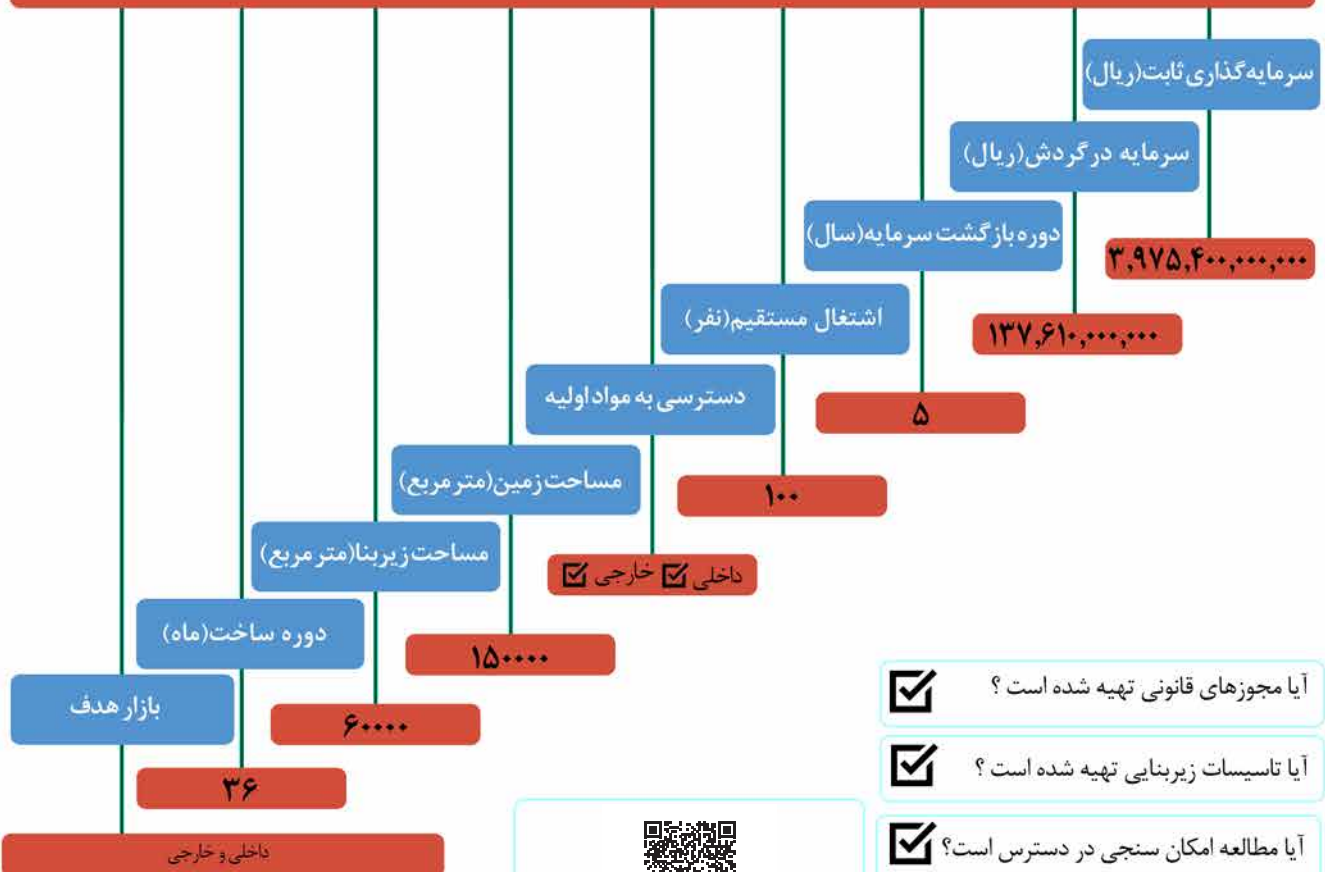 سرمایه‌گذاری ثابت(ریال)
۳,۹۷۵,۴۰۰,۰۰۰,۰۰۰
سرمایه در گردش(ریال)
۱۳۷,۶۱۰,۰۰۰,۰۰۰
دوره بازگشت سرمایه(سال)
۵
اشتغال مستقیم(نفر)
۱۰۰
دسترسی به مواد اولیه
داخلی ☑ خارجی ☑
مساحت زمین(متر مربع)
۱۵۰۰۰۰
مساحت زیربنا(متر مربع)
۶۰۰۰۰
دوره ساخت(ماه)
۳۶
بازار هدف
داخلی و خارجی
آیا مجوزهای قانونی تهیه شده است ؟ ☑
آیا تاسیسات زیربنایی تهیه شده است ؟ ☑
آیا مطالعه امکان سنجی در دسترس است؟ ☑